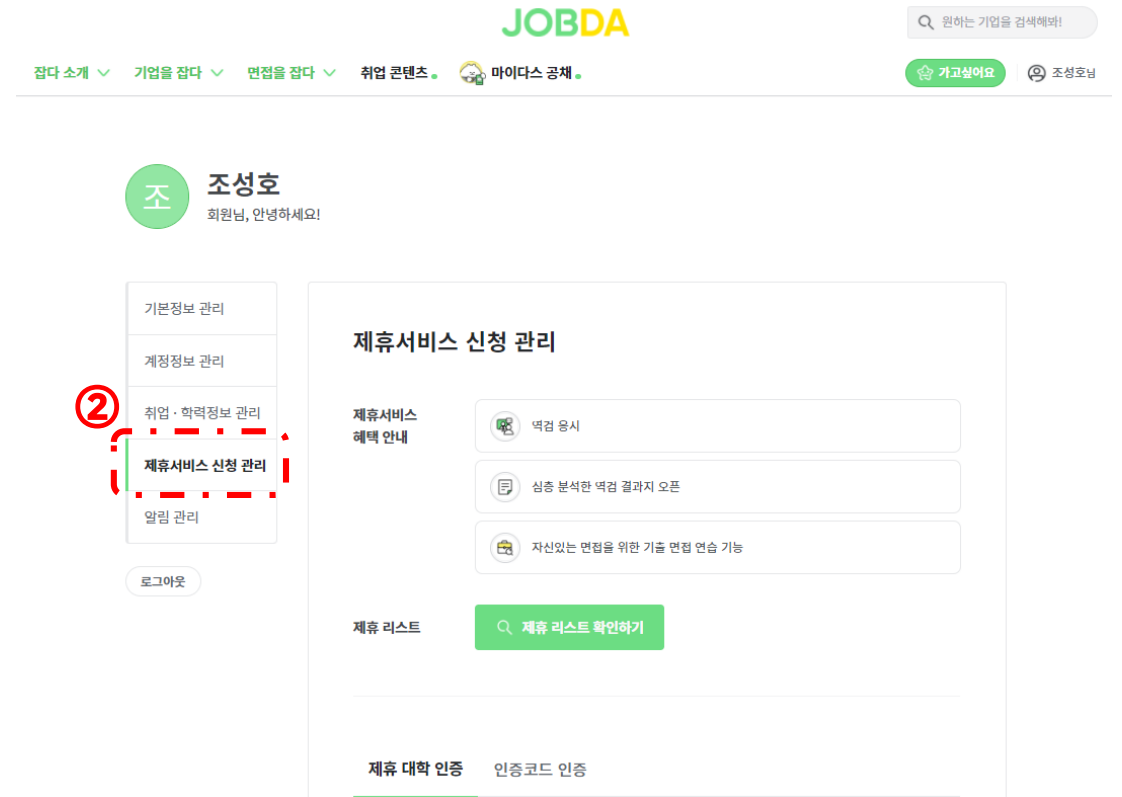 JOBDA
원하는 기업을 검색해봐!
잡다 소개 기업을 잡다 면접을 잡다 취업 콘텐츠 마이다스 공채 가고싶어요 조성호님
조 조성호
회원님, 안녕하세요!
기본정보 관리
계정정보 관리
② 취업 · 학력정보 관리
제휴서비스 신청 관리
알림 관리
로그아웃
제휴서비스 신청 관리
제휴서비스
혜택 안내
역검 응시
심층 분석한 역검 결과지 오픈
자신있는 면접을 위한 기출 면접 연습 기능
제휴 리스트 제휴 리스트 확인하기
제휴 대학 인증 인증코드 인증